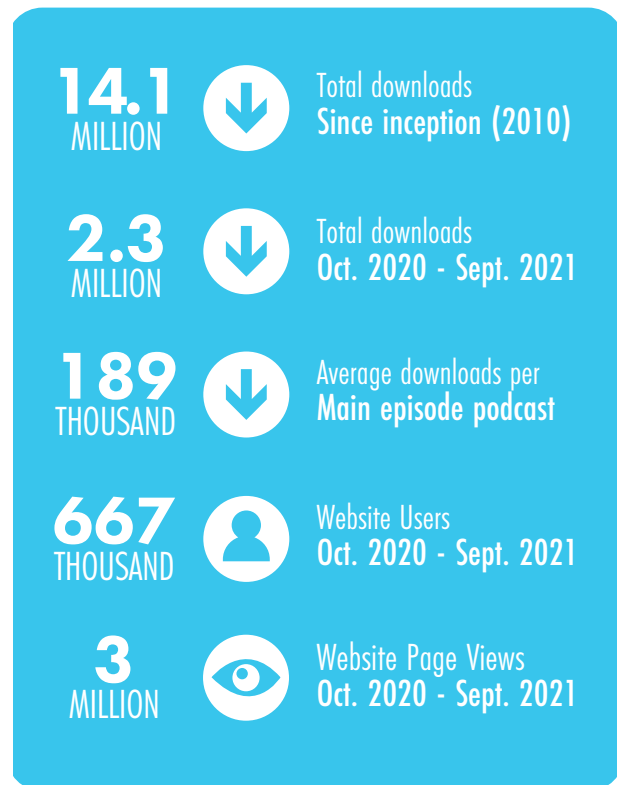 14.1
MILLION
Total downloads
Since inception (2010)
2.3
MILLION
Total downloads
Oct. 2020 - Sept. 2021
189
THOUSAND
Average downloads per
Main episode podcast
667
THOUSAND
Website Users
Oct. 2020 - Sept. 2021
3
MILLION
Website Page Views
Oct. 2020 - Sept. 2021